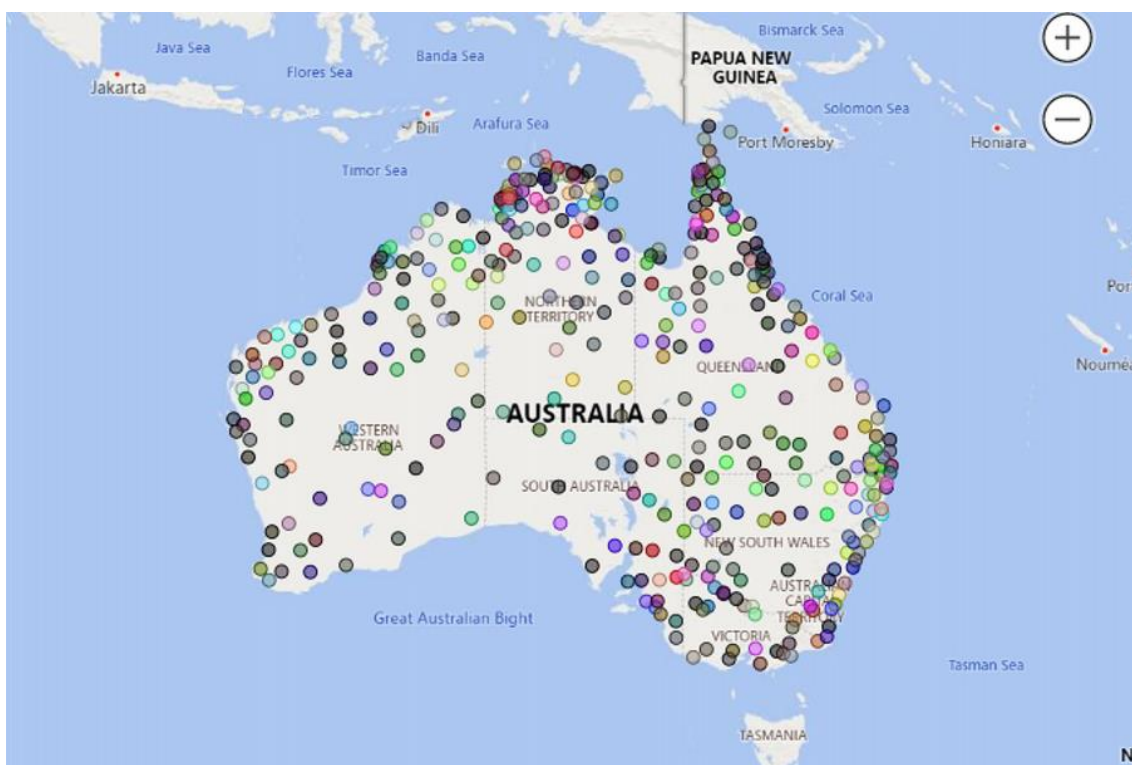 Java Sea
Banda Sea
Bismarck Sea
Flores Sea
PAPUA NEW
GUINEA
Jakarta
Solomon Sea
Dili
Arafura Sea
Port Moresby
Honiara
Timor Sea
Coral Sea
NORTHERN
TERRITORY
Nouméa
QUEENSLAND
AUSTRALIA
WESTERN
AUSTRALIA
SOUTH AUSTRALIA
NEW SOUTH WALES
AUSTRALIAN
CAPITAL
TERRITORY
Great Australian Bight
VICTORIA
Tasman Sea
TASMANIA